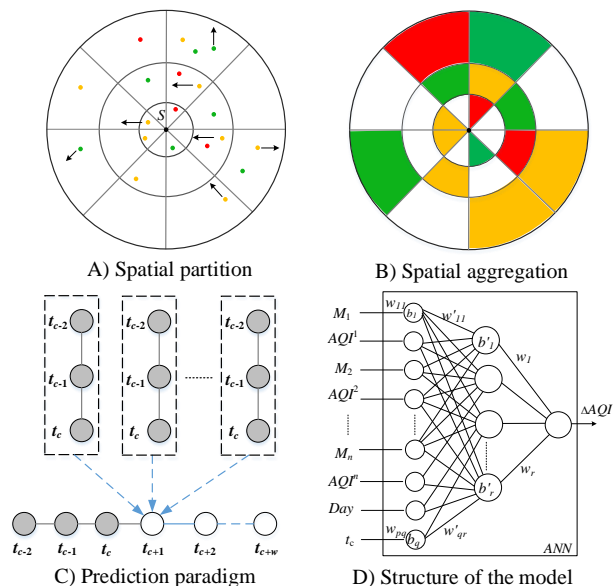 S
A) Spatial partition
B) Spatial aggregation
t_{c-2} t_{c-2} t_{c-2}
t_{c-1} t_{c-1} t_{c-1}
t_c t_c t_c
t_{c-2} t_{c-1} t_c t_{c+1} t_{c+2} t_{c+w}
C) Prediction paradigm
M_1
AQI^1
M_2
AQI^2
M_n
AQI^n
Day
t_c
w_{11}
b_1
w'_{11}
b'_1
w_1
ΔAQI
b'_r
w_r
w_{pq}
b_q
w'_{qr}
ANN
D) Structure of the model